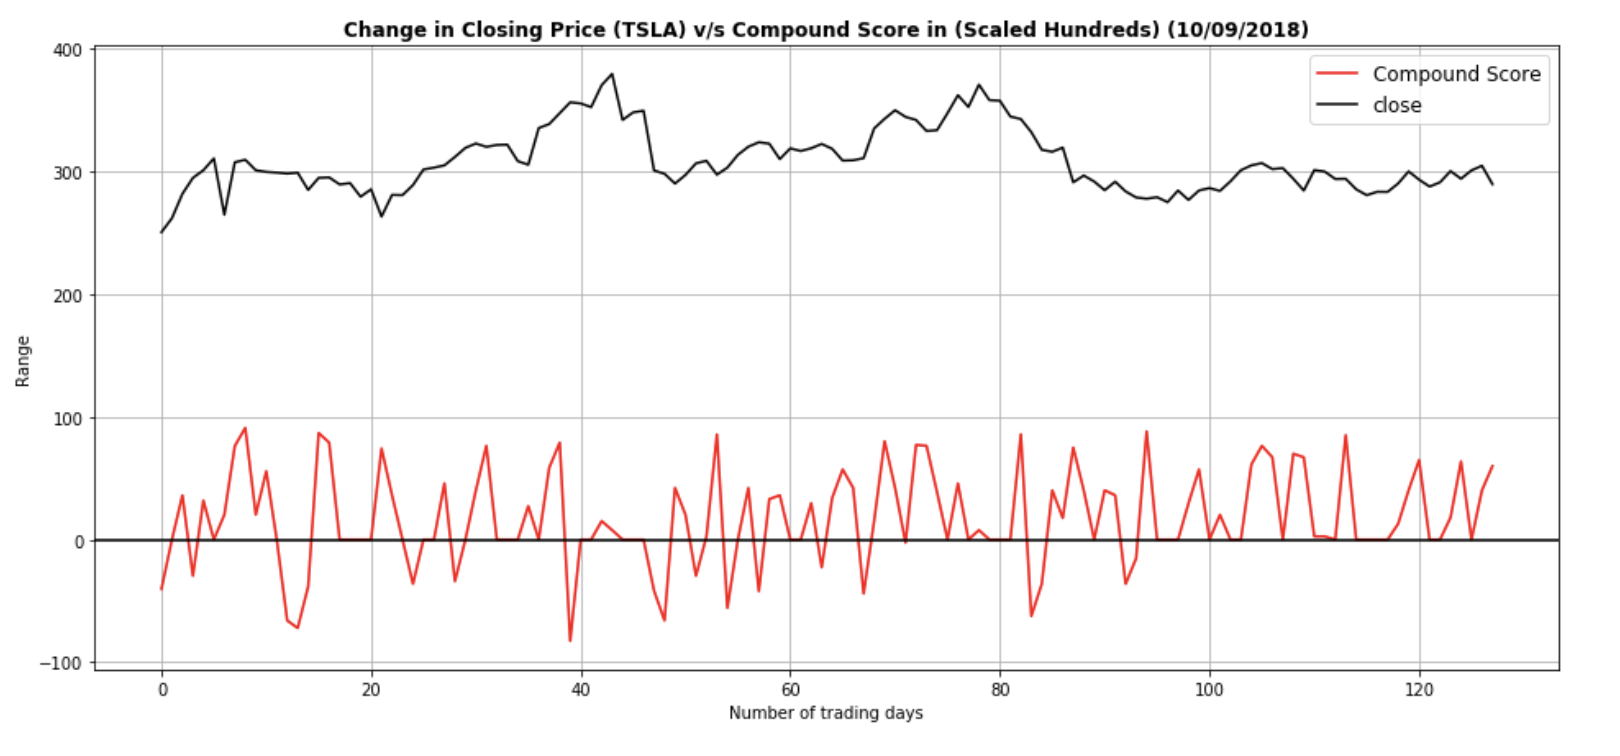 Change in Closing Price (TSLA) v/s Compound Score in (Scaled Hundreds) (10/09/2018)
Compound Score
close
Range
400
300
200
100
0
−100
0 20 40 60 80 100 120
Number of trading days